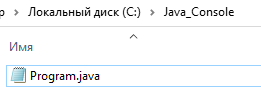 р › Локальный диск (C:) › Java_Console
Имя
Program.java